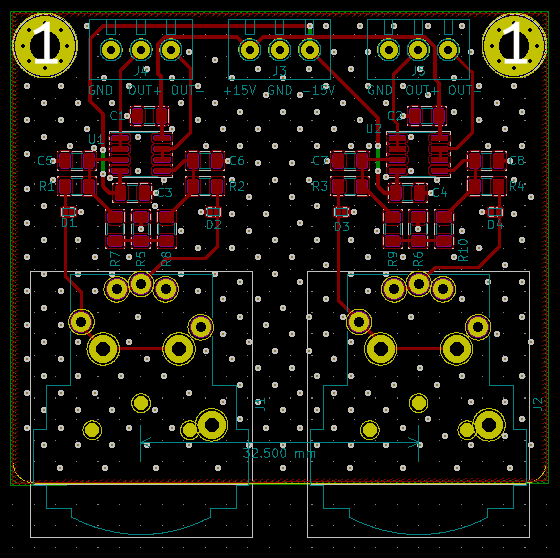 1 1
J4 J3 J5
GND OUT+ OUT- +15V GND -15V GND OUT+ OUT-
C1 C2
U1 U2
C5 C6 C7 C8
R1 R2 R3 R4
C3 C4
D1 D2 D3 D4
R7 R5 R8 R9 R6 R10
J1 J2
32.500 mm